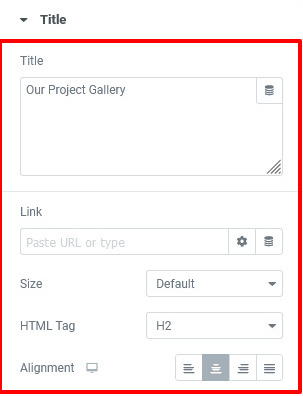 Title
Title
Our Project Gallery
Link
Paste URL or type
Size Default
HTML Tag H2
Alignment